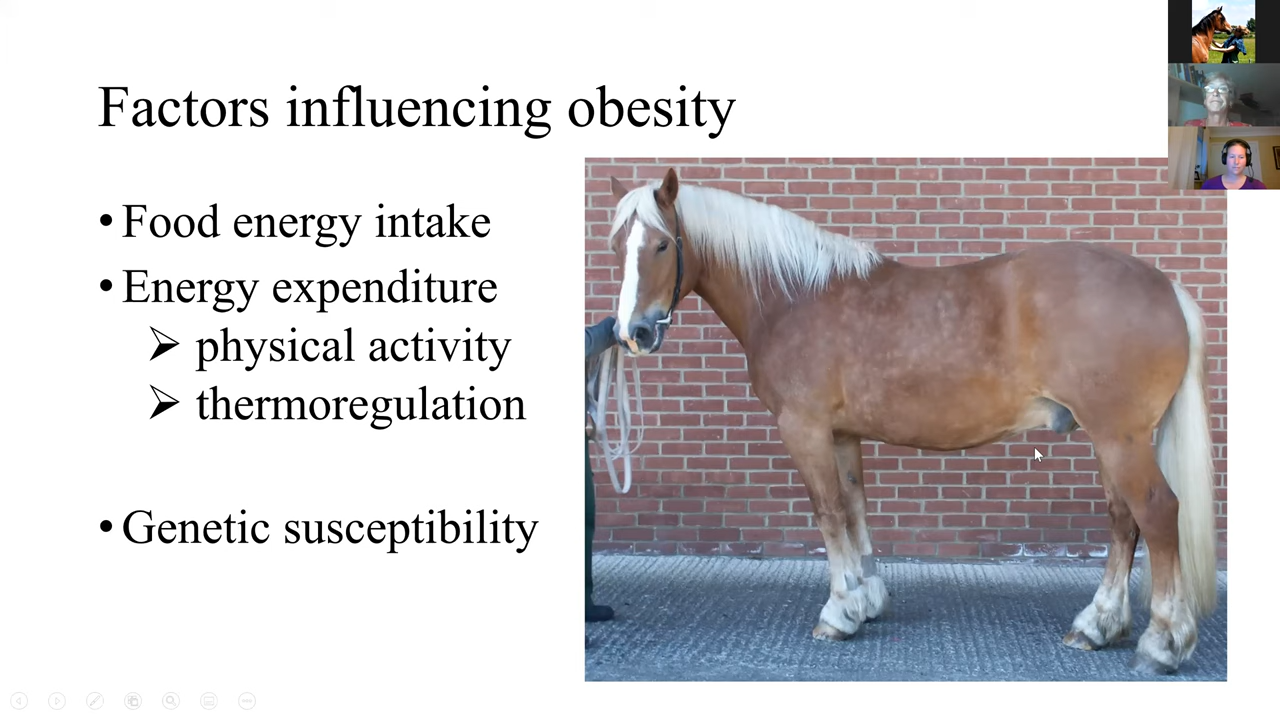 Factors influencing obesity
• Food energy intake
• Energy expenditure
➢ physical activity
➢ thermoregulation
• Genetic susceptibility